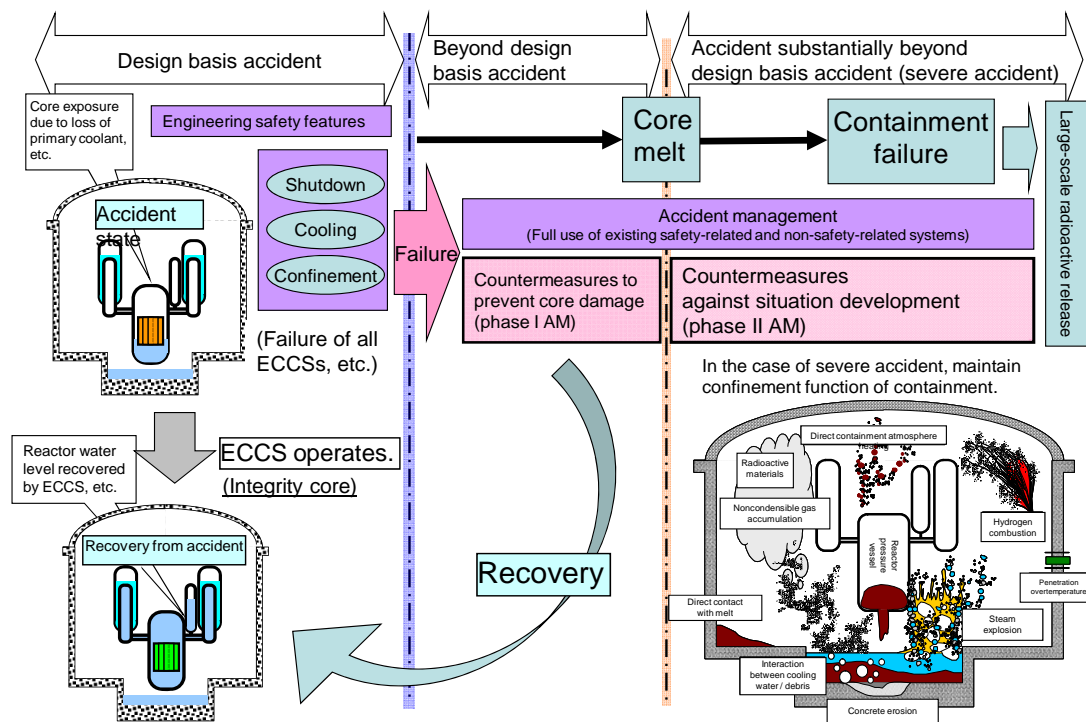 Design basis accident
Beyond design
basis accident
Accident substantially beyond
design basis accident (severe accident)
Core exposure
due to loss of
primary coolant,
etc.
Engineering safety features
Shutdown
Cooling
Confinement
Accident
state
(Failure of all
ECCSs, etc.)
Failure
Core
melt
Containment
failure
Large-scale radioactive release
Accident management
(Full use of existing safety-related and non-safety-related systems)
Countermeasures to
prevent core damage
(phase I AM)
Countermeasures
against situation development
(phase II AM)
In the case of severe accident, maintain
confinement function of containment.
Reactor water
level recovered
by ECCS, etc.
ECCS operates.
(Integrity core)
Recovery from accident
Recovery
Direct containment atmosphere
heating
Radioactive
materials
Noncondensible gas
accumulation
Reactor
pressure
vessel
Hydrogen
combustion
Penetration
overtemperature
Direct contact
with melt
Steam
explosion
Interaction
between cooling
water / debris
Concrete erosion